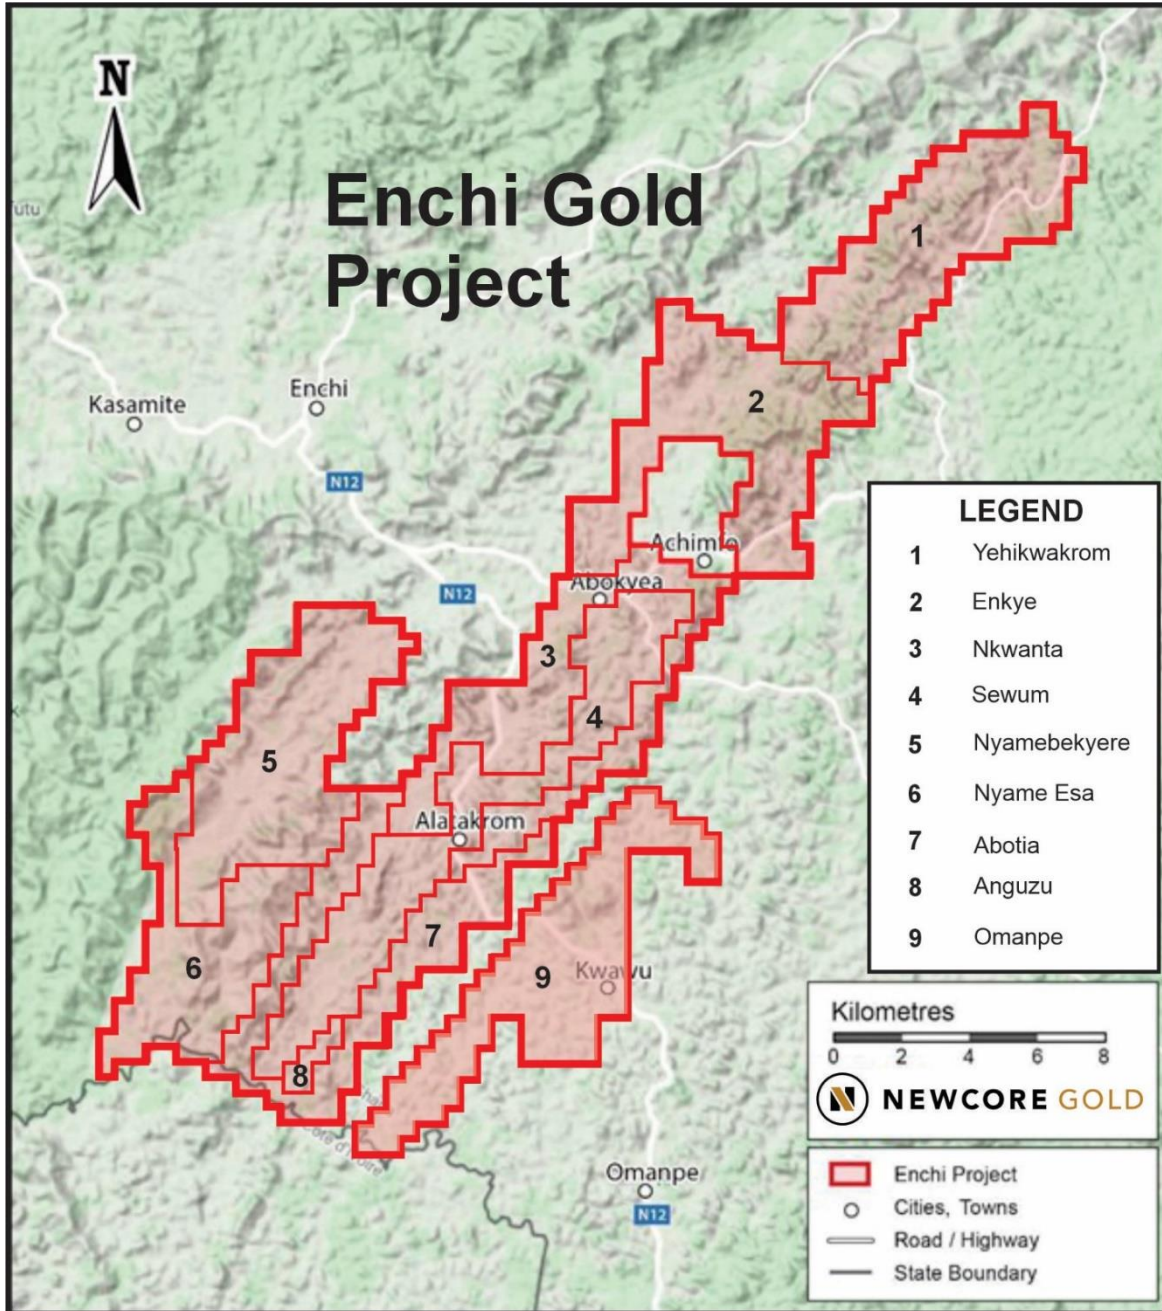 N
Enchi Gold
Project
utu
1
Enchi
Kasamite
2
N12
Achimfo
N12
Abokyea
3
4
5
Alatakrom
7
6
9
Kwawu
8
Côte d'Ivoire
Omanpe
N12
LEGEND
1 Yehikwakrom
2 Enkye
3 Nkwanta
4 Sewum
5 Nyamebekyere
6 Nyame Esa
7 Abotia
8 Anguzu
9 Omanpe
Kilometres
0 2 4 6 8
N NEWCORE GOLD
Enchi Project
Cities, Towns
Road / Highway
State Boundary